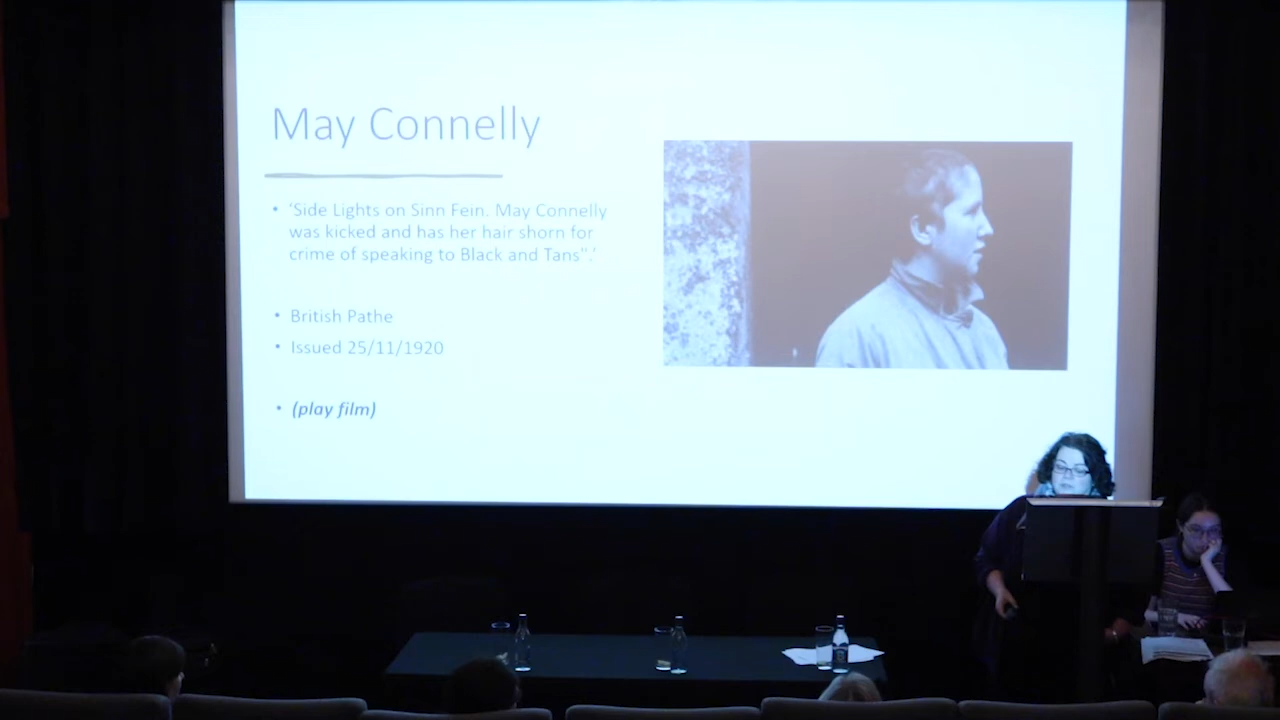 May Connelly
• 'Side Lights on Sinn Fein. May Connelly
was kicked and has her hair shorn for
crime of speaking to Black and Tans".'
• British Pathe
• Issued 25/11/1920
• (play film)